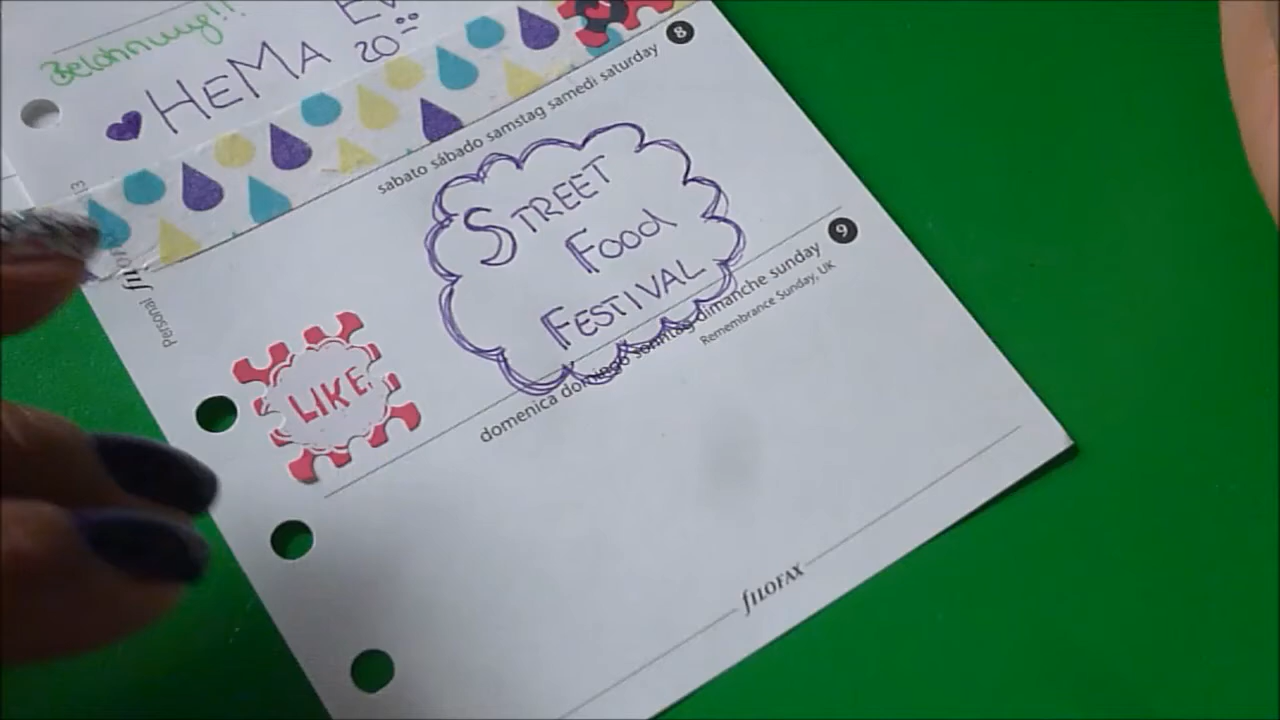 Belohnung!!
HeMA
20⁰⁰
8
sabato sábado samstag samedi saturday
STREET
Food
FESTIVAL
9
domenica domingo sonntag dimanche sunday
Remembrance Sunday, UK
Personal
LIKE
fILOFAX